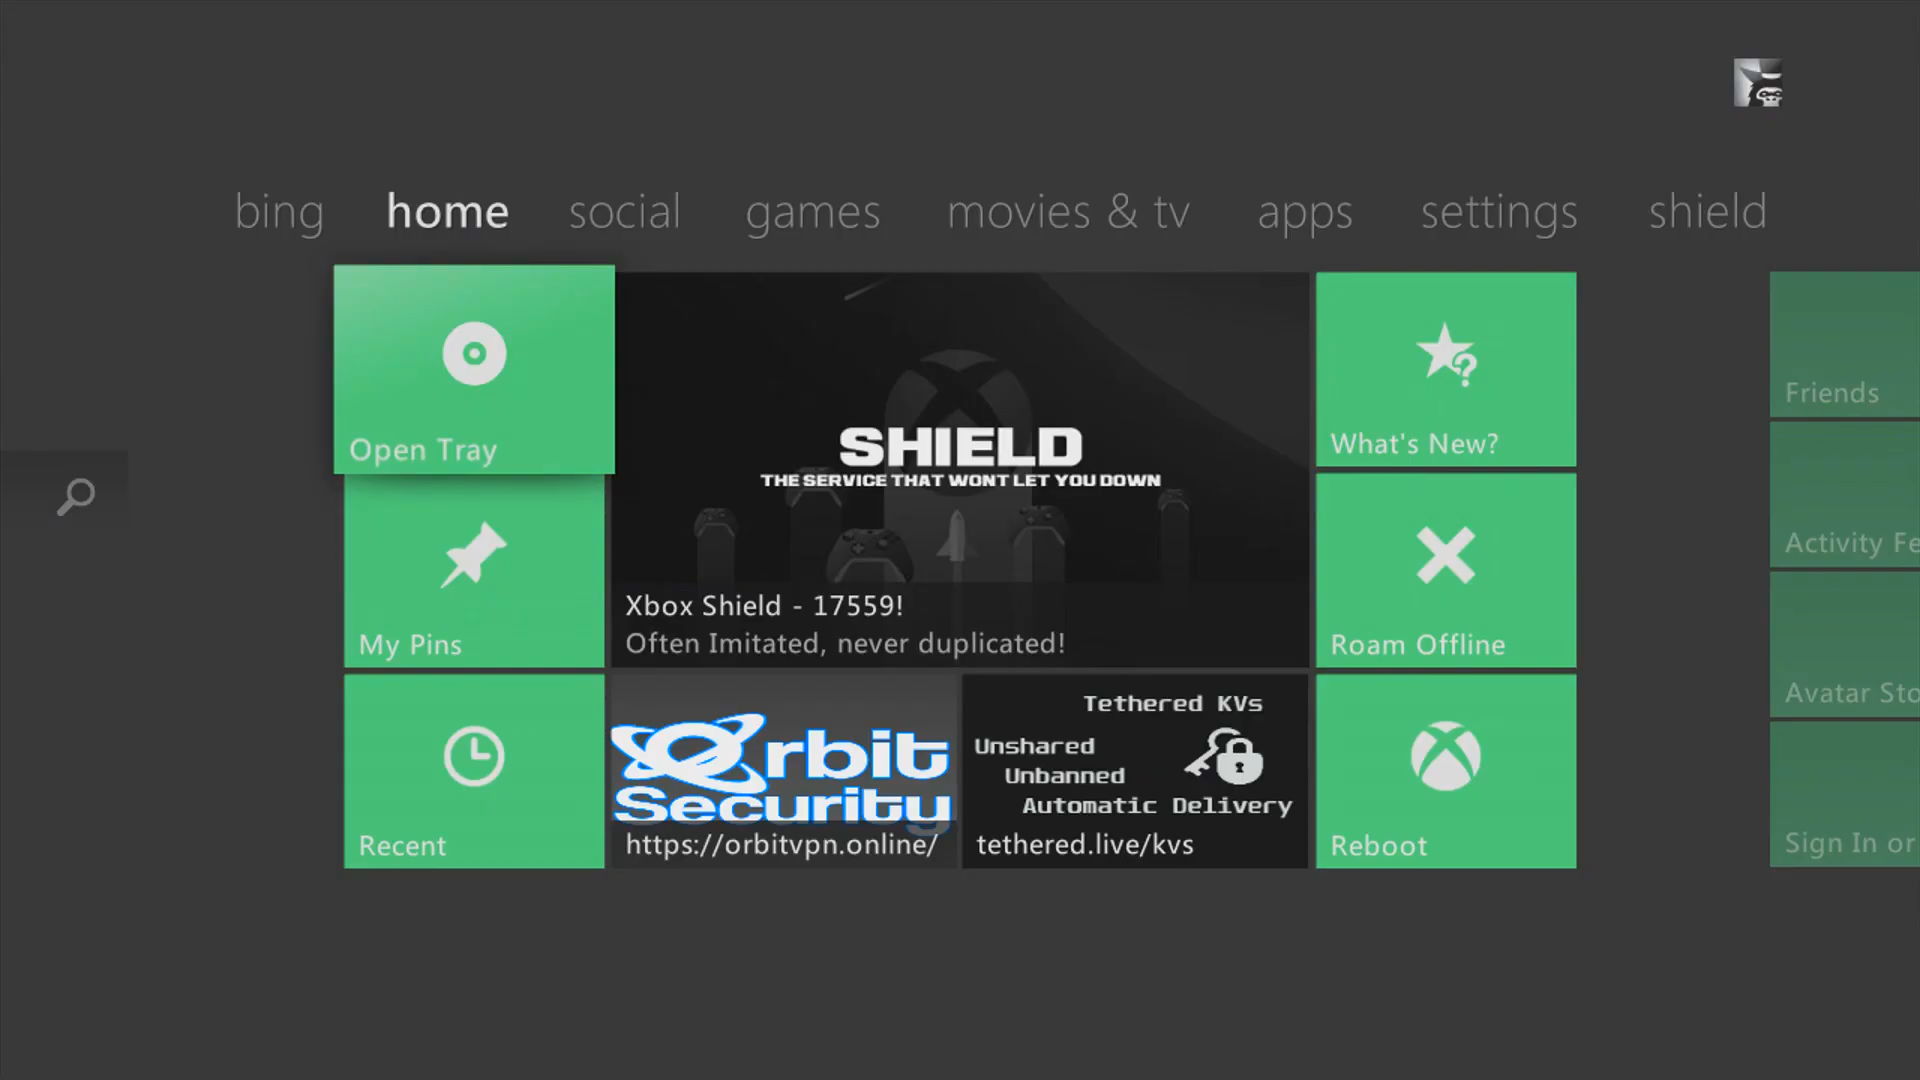 bing home social games movies & tv apps settings shield
Open Tray
My Pins
Recent
SHIELD
THE SERVICE THAT WONT LET YOU DOWN
Xbox Shield - 17559!
Often Imitated, never duplicated!
Orbit
Security
https://orbitvpn.online/
Tethered KVs
Unshared
Unbanned
Automatic Delivery
tethered.live/kvs
What's New?
Roam Offline
Reboot
Friends
Activity Fe
Avatar Sto
Sign In or